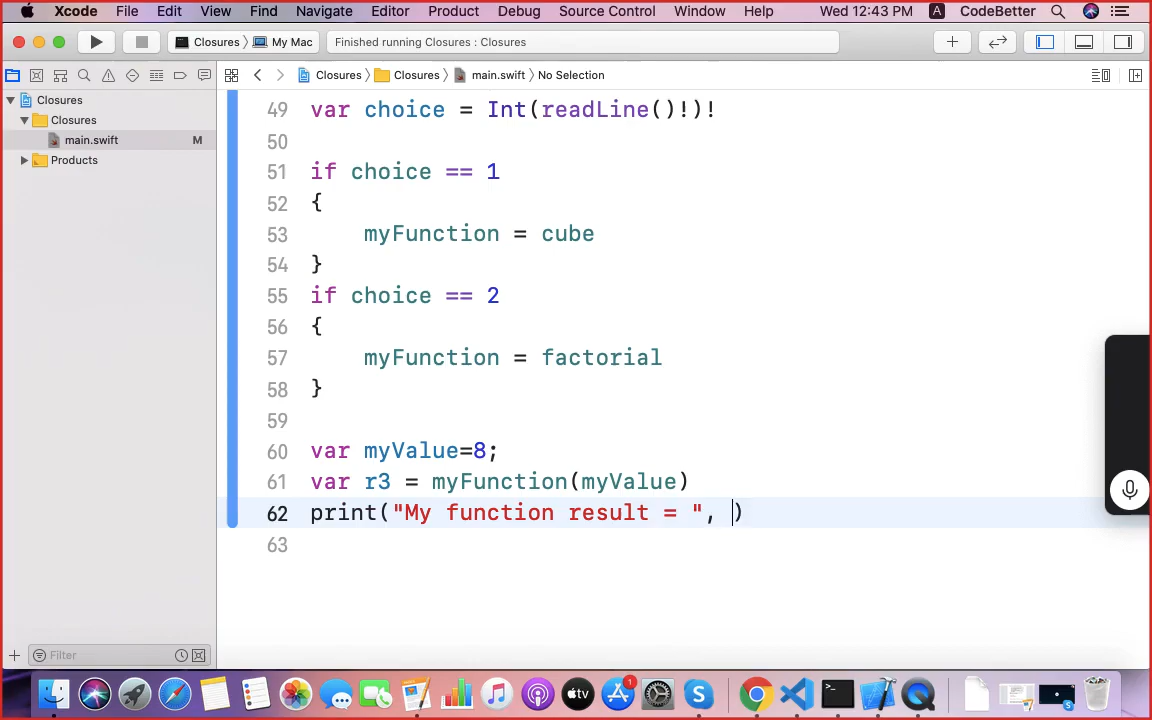 Xcode File Edit View Find Navigate Editor Product Debug Source Control Window Help Wed 12:43 PM A CodeBetter
Closures My Mac Finished running Closures : Closures
Closures Closures main.swift No Selection
Closures
Closures
main.swift M
Products
49 var choice = Int(readLine()!)!
50
51 if choice == 1
52 {
53 myFunction = cube
54 }
55 if choice == 2
56 {
57 myFunction = factorial
58 }
59
60 var myValue=8;
61 var r3 = myFunction(myValue)
62 print("My function result = ", )
63
Filter
tv
1